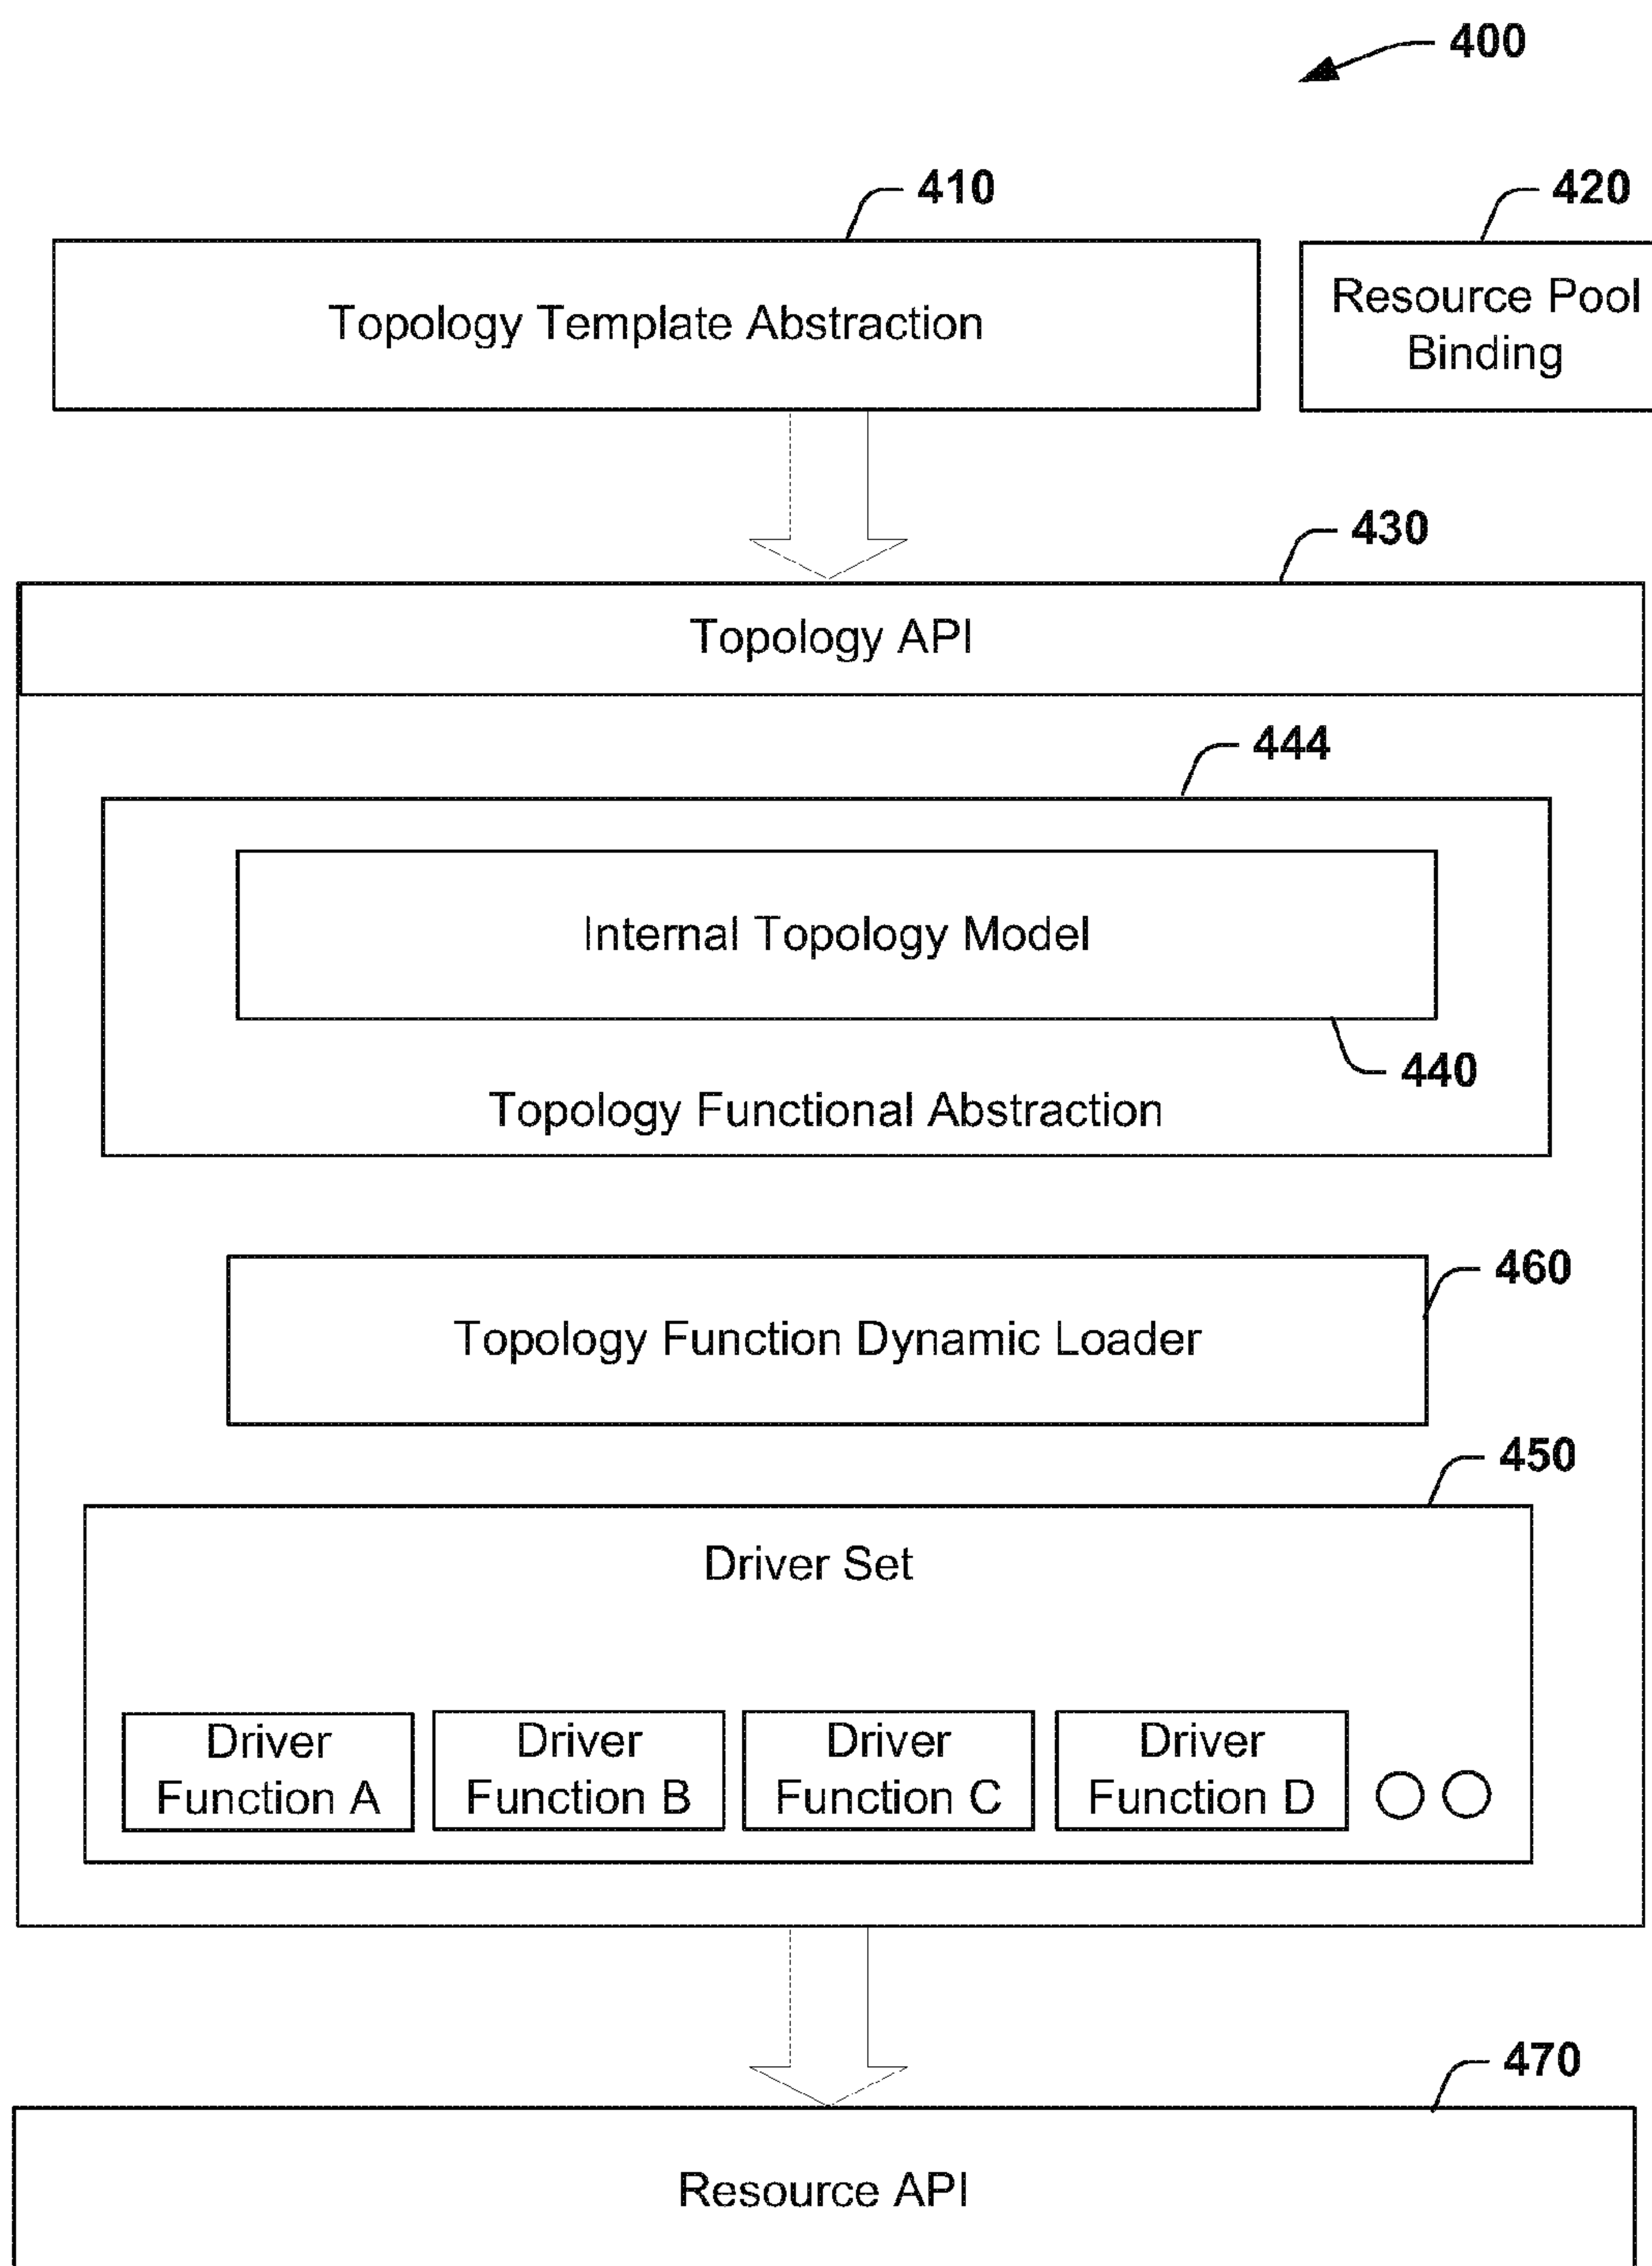 400
410
420
Topology Template Abstraction
Resource Pool
Binding
430
Topology API
444
Internal Topology Model
440
Topology Functional Abstraction
460
Topology Function Dynamic Loader
450
Driver Set
Driver
Function A
Driver
Function B
Driver
Function C
Driver
Function D
470
Resource API